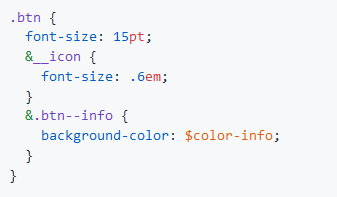 .btn {
  font-size: 15pt;
  &__icon {
    font-size: .6em;
  }
  &.btn--info {
    background-color: $color-info;
  }
}